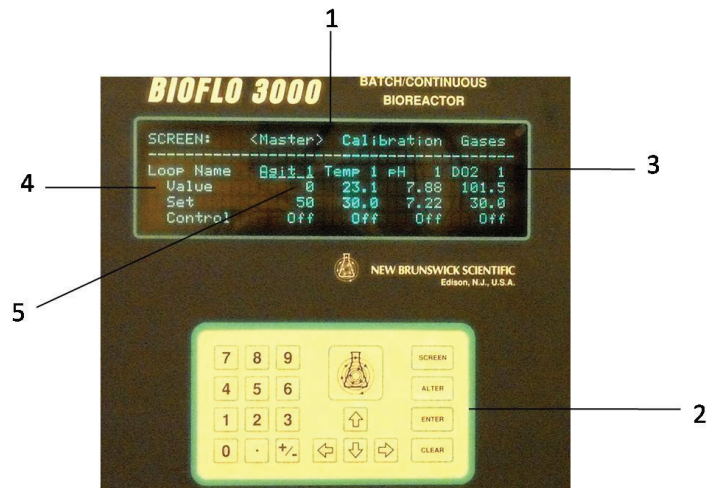 1
BIOFLO 3000
BATCH/CONTINUOUS
BIOREACTOR
SCREEN: <Master> Calibration Gases
Loop Name Agit 1 Temp 1 pH 1 DO2 1
Value 0 23.1 7.88 101.5
Set 50 30.0 7.22 30.0
Control Off Off Off Off
3
4
5
NEW BRUNSWICK SCIENTIFIC
Edison, N.J., U.S.A.
7 8 9 SCREEN
4 5 6 ALTER
1 2 3 ENTER
0 . +/- CLEAR
2